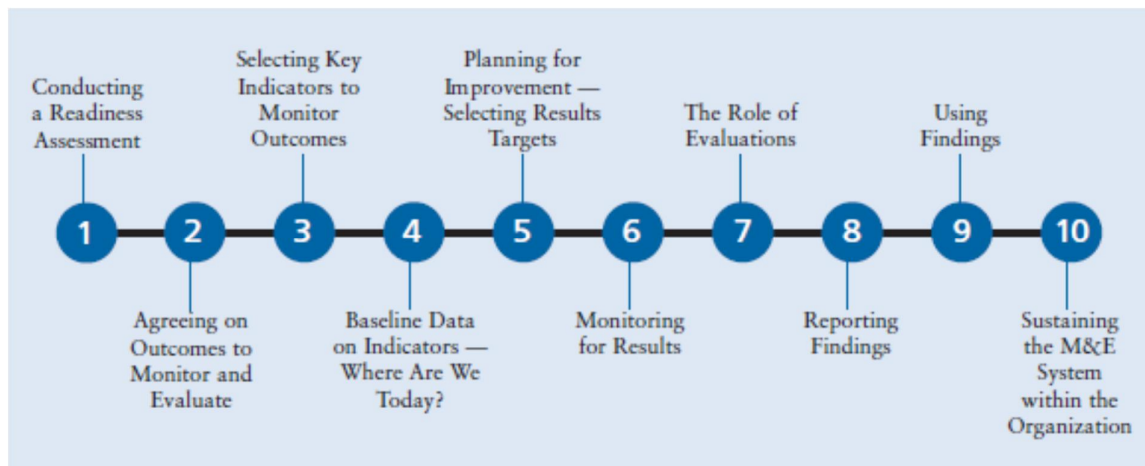 Conducting
a Readiness
Assessment
Selecting Key
Indicators to
Monitor
Outcomes
Planning for
Improvement —
Selecting Results
Targets
The Role of
Evaluations
Using
Findings
1
2
3
4
5
6
7
8
9
10
Agreeing on
Outcomes to
Monitor and
Evaluate
Baseline Data
on Indicators —
Where Are We
Today?
Monitoring
for Results
Reporting
Findings
Sustaining
the M&E
System
within the
Organization